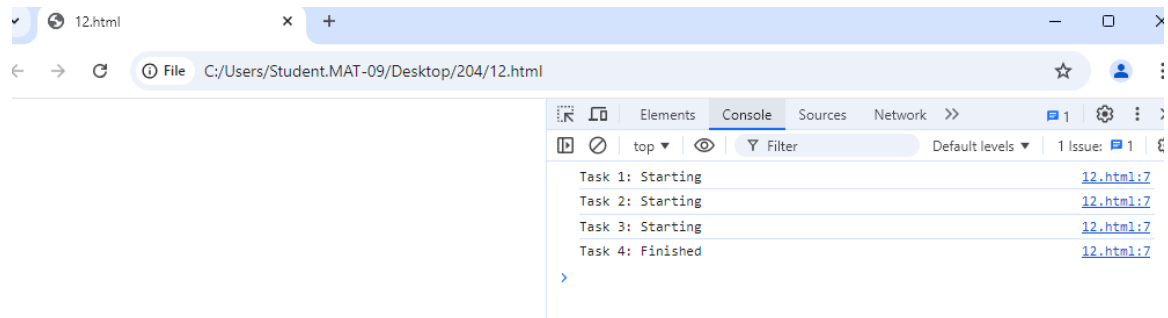 12.html
File C:/Users/Student.MAT-09/Desktop/204/12.html
Elements Console Sources Network 1
top Filter Default levels 1 Issue: 1
Task 1: Starting 12.html:7
Task 2: Starting 12.html:7
Task 3: Starting 12.html:7
Task 4: Finished 12.html:7